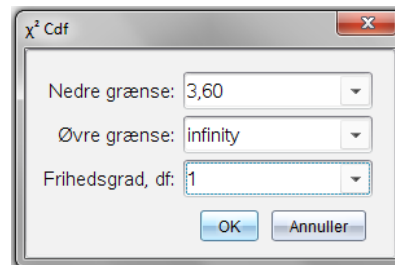 χ² Cdf
Nedre grænse: 3,60
Øvre grænse: infinity
Frihedsgrad, df: 1
OK Annuller